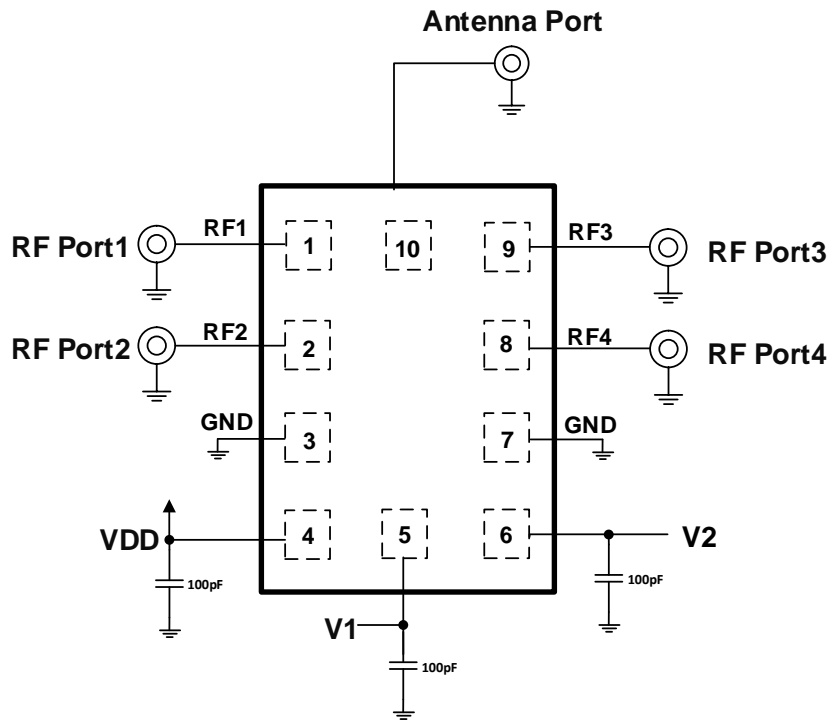 Antenna Port
RF Port1
RF1
1
10
9
RF3
RF Port3
RF Port2
RF2
2
8
RF4
RF Port4
GND
3
7
GND
VDD
4
5
6
V2
100pF
100pF
V1
100pF